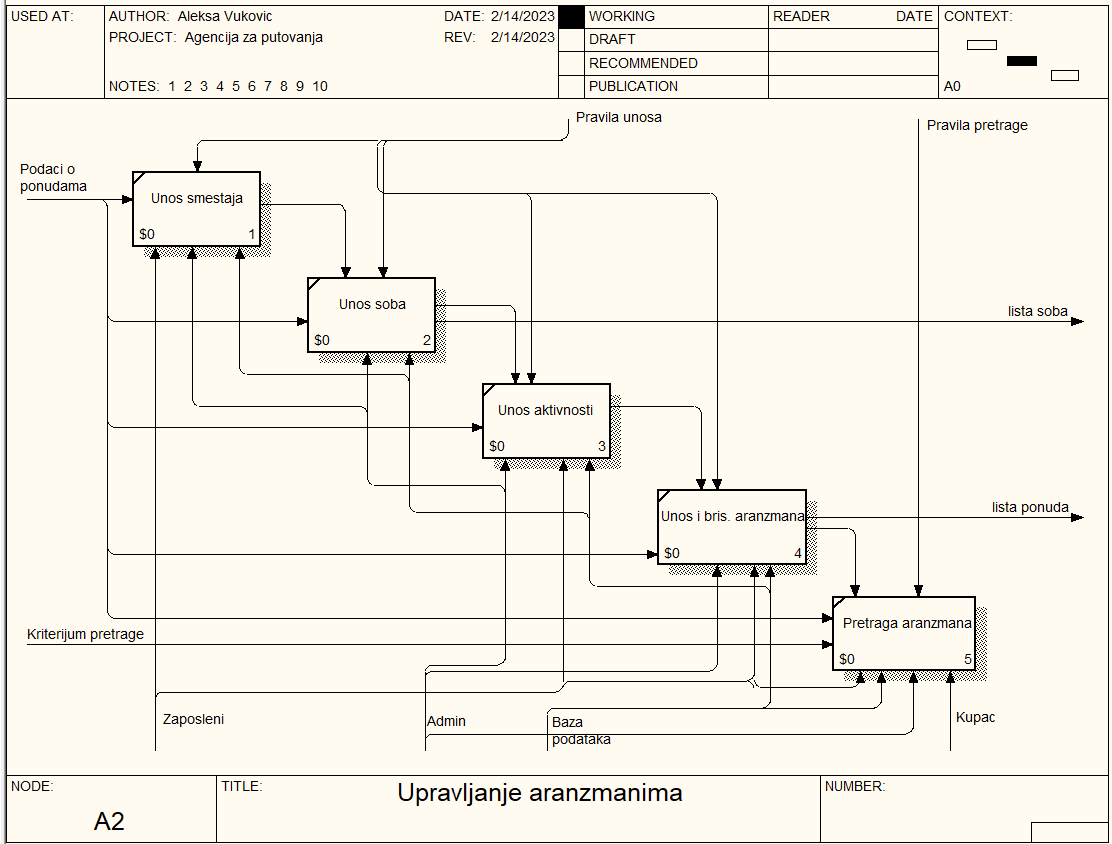 USED AT:
AUTHOR: Aleksa Vukovic
DATE: 2/14/2023
PROJECT: Agencija za putovanja
REV: 2/14/2023
NOTES: 1 2 3 4 5 6 7 8 9 10
WORKING
DRAFT
RECOMMENDED
PUBLICATION
READER
DATE
CONTEXT:
A0
Pravila unosa
Pravila pretrage
Podaci o
ponudama
Unos smestaja
$0
1
Unos soba
$0
2
lista soba
Unos aktivnosti
$0
3
lista ponuda
Unos i bris. aranzmana
$0
4
Kriterijum pretrage
Pretraga aranzmana
$0
5
Zaposleni
Admin
Baza
podataka
Kupac
NODE:
A2
TITLE:
Upravljanje aranzmanima
NUMBER: